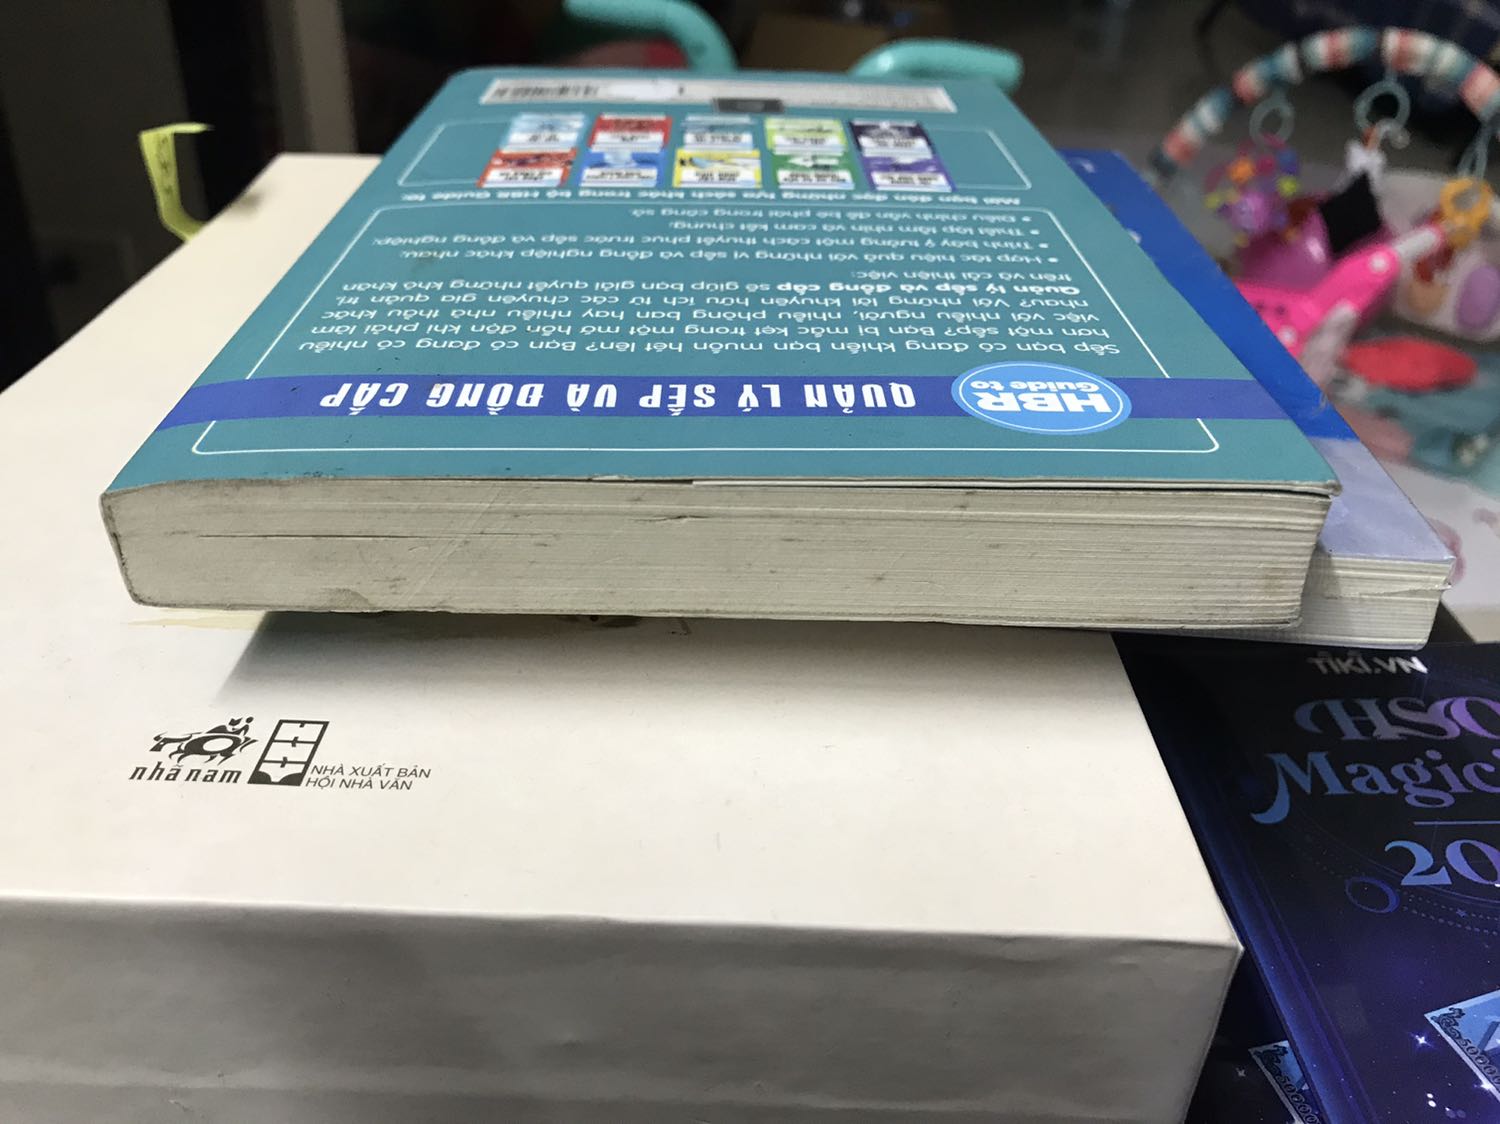 HBR
Guide to
QUẢN LÝ SẾP VÀ ĐỒNG CẤP
Sếp bạn có đang khiến bạn muốn hét lên? Bạn có đang có nhiều
hơn một sếp? Bạn bị mắc kẹt trong một mớ hỗn độn khi phải làm
việc với nhiều người, nhiều phòng ban hay nhiều nhà thầu khác
nhau? Với những lời khuyên hữu ích từ các chuyên gia quản trị,
Quản lý sếp và đồng cấp sẽ giúp bạn giải quyết những khó khăn
trên và cải thiện việc:
• Hợp tác hiệu quả với những vị sếp và đồng nghiệp khác nhau;
• Trình bày ý tưởng một cách thuyết phục trước sếp và đồng nghiệp;
• Thiết lập tầm nhìn và cam kết chung;
• Điều chỉnh vấn đề bè phái trong công sở.
Mời bạn đón đọc những tựa sách khác trong bộ HBR Guide to:
nhã nam
NHÀ XUẤT BẢN
HỘI NHÀ VĂN
TIKI.VN
Magic
20
50000
50000